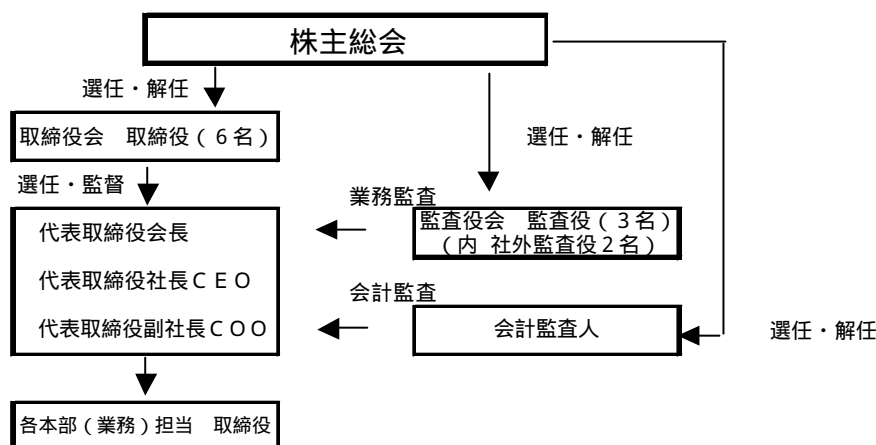 株主総会
選任・解任
取締役会　取締役（６名）
選任・解任
選任・監督
業務監査
代表取締役会長
監査役会　監査役（３名）
（内 社外監査役２名）
代表取締役社長ＣＥＯ
会計監査
代表取締役副社長ＣＯＯ
会計監査人
選任・解任
各本部（業務）担当　取締役